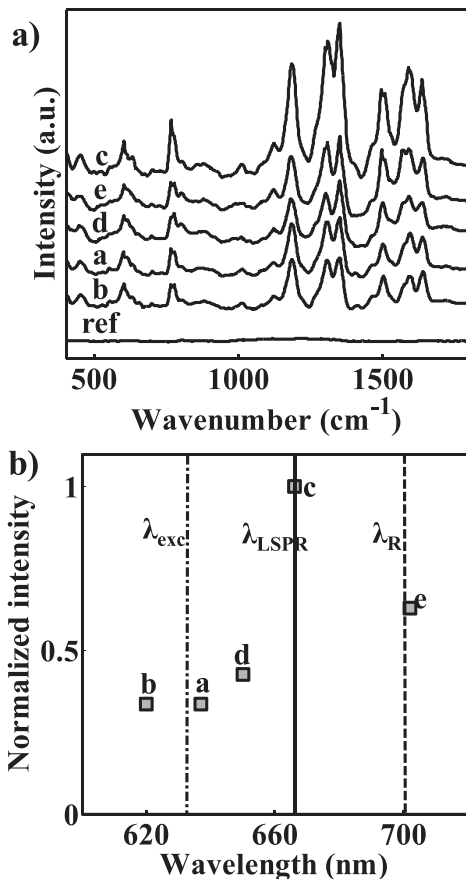 a)
Intensity (a.u.)
c
e
d
a
b
ref
500 1000 1500
Wavenumber (cm⁻¹)
b)
Normalized intensity
1
0.5
0
λexc
λLSPR
λR
c
e
d
b
a
620 660 700
Wavelength (nm)